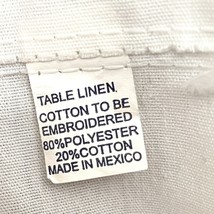 TABLE LINEN.
COTTON TO BE
EMBROIDERED
80%POLYESTER
20%COTTON
MADE IN MEXICO